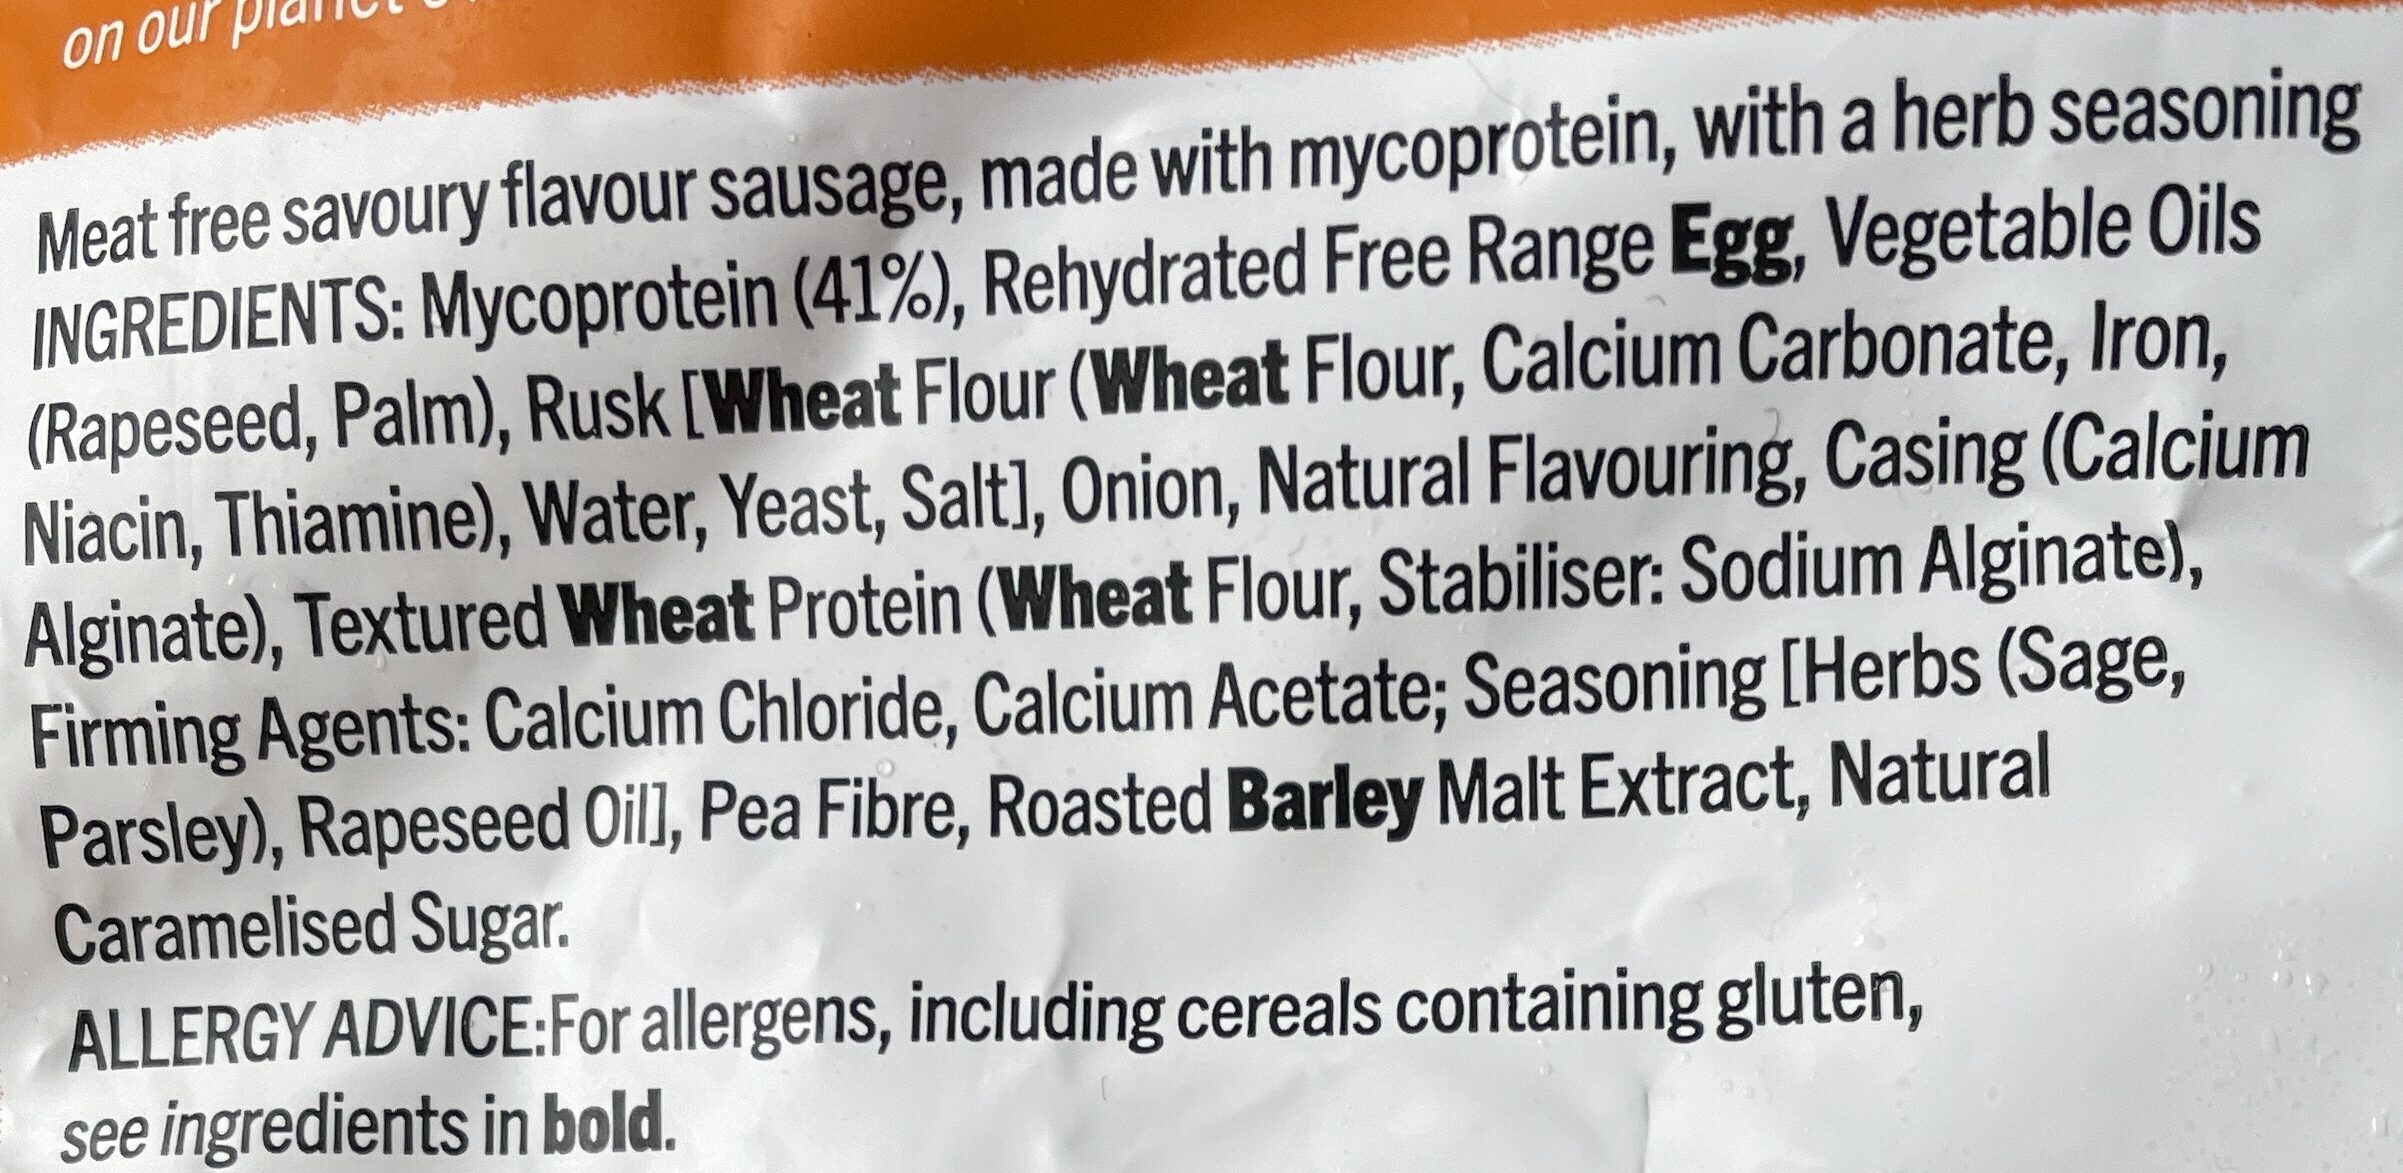 on our planet
Meat free savoury flavour sausage, made with mycoprotein, with a herb seasoning
INGREDIENTS: Mycoprotein (41%), Rehydrated Free Range Egg, Vegetable Oils
(Rapeseed, Palm), Rusk [Wheat Flour (Wheat Flour, Calcium Carbonate, Iron,
Niacin, Thiamine), Water, Yeast, Salt], Onion, Natural Flavouring, Casing (Calcium
Alginate), Textured Wheat Protein (Wheat Flour, Stabiliser: Sodium Alginate),
Firming Agents: Calcium Chloride, Calcium Acetate; Seasoning [Herbs (Sage,
Parsley), Rapeseed Oil], Pea Fibre, Roasted Barley Malt Extract, Natural
Caramelised Sugar.
ALLERGY ADVICE:For allergens, including cereals containing gluten,
see ingredients in bold.